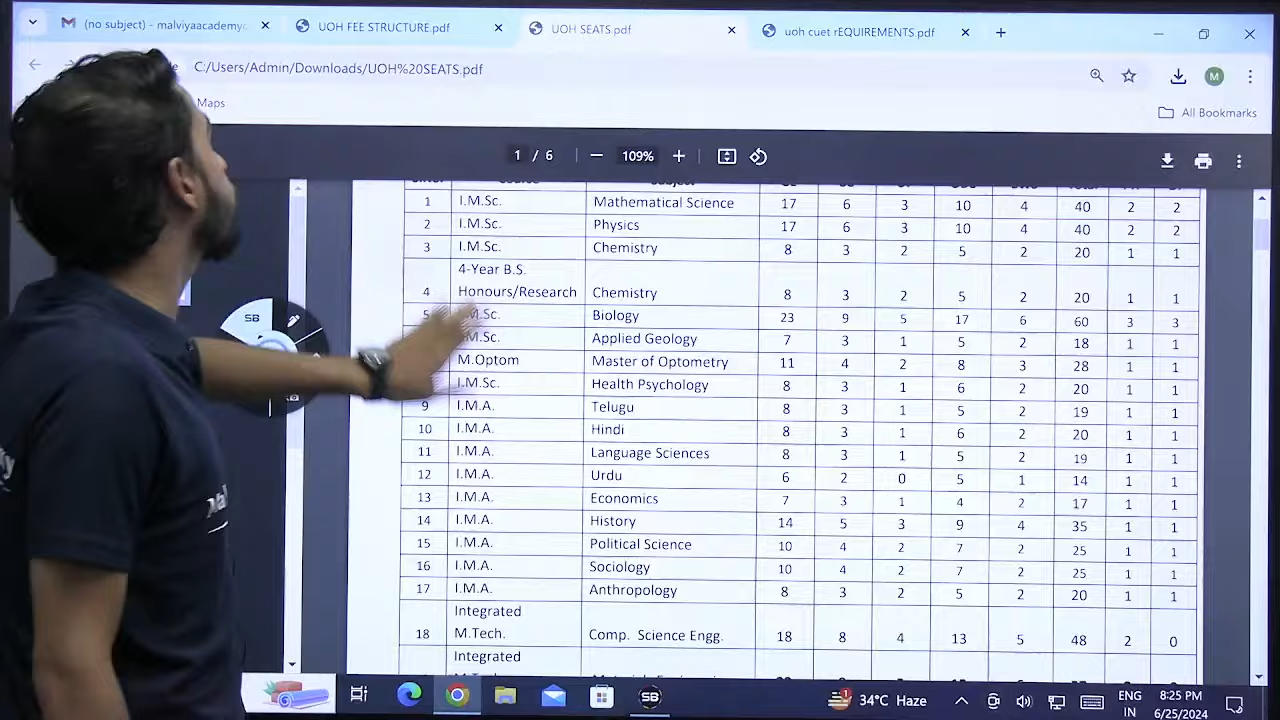 (no subject) - malviyaacademy
UOH FEE STRUCTURE.pdf
UOH SEATS.pdf
uoh cuet rEQUIREMENTS.pdf
C:/Users/Admin/Downloads/UOH%20SEATS.pdf
M
Maps
All Bookmarks
1 / 6
109%
1 I.M.Sc. Mathematical Science 17 6 3 10 4 40 2 2
2 I.M.Sc. Physics 17 6 3 10 4 40 2 2
3 I.M.Sc. Chemistry 8 3 2 5 2 20 1 1
4-Year B.S.
4 Honours/Research Chemistry 8 3 2 5 2 20 1 1
5 M.Sc. Biology 23 9 5 17 6 60 3 3
M.Sc. Applied Geology 7 3 1 5 2 18 1 1
M.Optom Master of Optometry 11 4 2 8 3 28 1 1
I.M.Sc. Health Psychology 8 3 1 6 2 20 1 1
9 I.M.A. Telugu 8 3 1 5 2 19 1 1
10 I.M.A. Hindi 8 3 1 6 2 20 1 1
11 I.M.A. Language Sciences 8 3 1 5 2 19 1 1
12 I.M.A. Urdu 6 2 0 5 1 14 1 1
13 I.M.A. Economics 7 3 1 4 2 17 1 1
14 I.M.A. History 14 5 3 9 4 35 1 1
15 I.M.A. Political Science 10 4 2 7 2 25 1 1
16 I.M.A. Sociology 10 4 2 7 2 25 1 1
17 I.M.A. Anthropology 8 3 2 5 2 20 1 1
Integrated
18 M.Tech. Comp. Science Engg. 18 8 4 13 5 48 2 0
Integrated
SB
SB
1
34°C Haze
ENG
IN
8:25 PM
6/25/2024